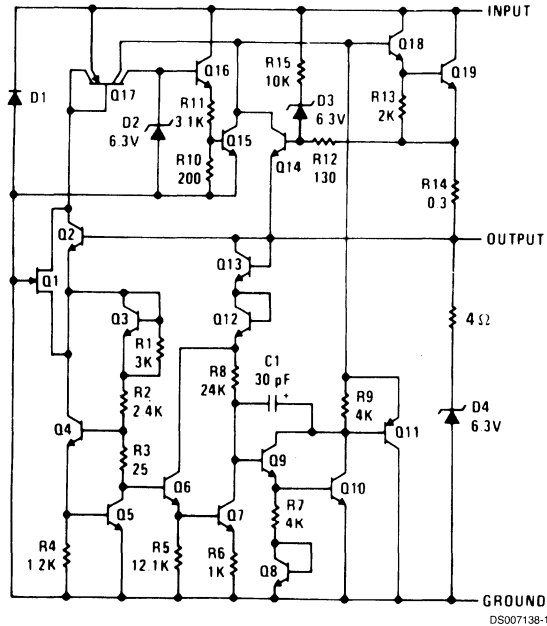 INPUT
Q18
Q19
R15
10K
Q16
Q17
D1
R11
3 1K
D2
6.3V
D3
6.3V
R13
2K
Q15
Q14
R12
130
R10
200
R14
0.3
Q2
OUTPUT
Q1
Q13
Q3
Q12
R1
3K
4Ω
C1
30 pF
+
R8
24K
R2
2 4K
R9
4K
D4
6.3V
Q4
Q11
R3
25
Q9
Q6
Q10
Q5
Q7
R7
4K
R4
1 2K
R5
12.1K
R6
1K
Q8
GROUND
DS007138-1